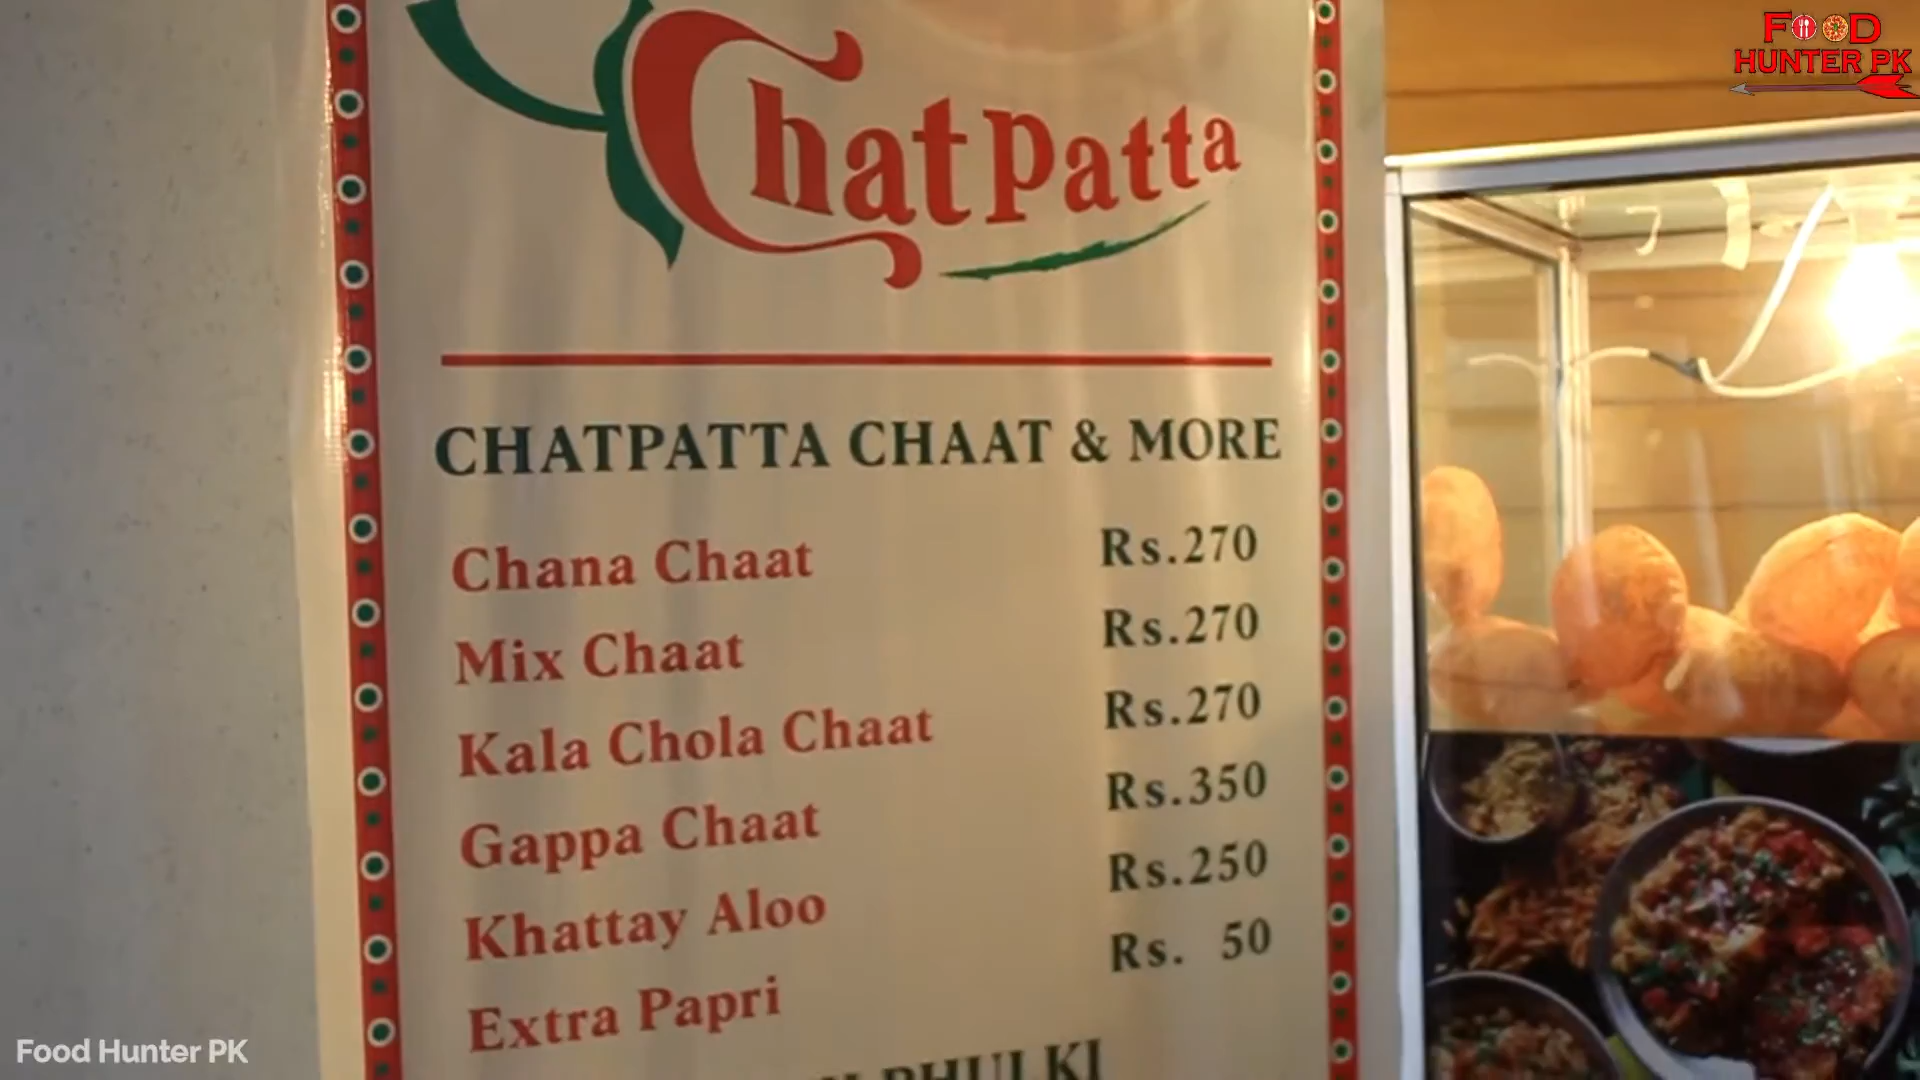 FOOD
HUNTER PK
ChatPatta
CHATPATTA CHAAT & MORE
Chana Chaat Rs.270
Mix Chaat Rs.270
Kala Chola Chaat Rs.270
Gappa Chaat Rs.350
Khattay Aloo Rs.250
Extra Papri Rs. 50
PHULKI
Food Hunter PK